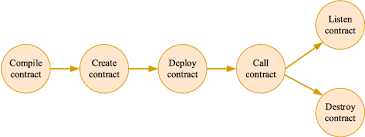 Compile
contract
Create
contract
Deploy
contract
Call
contract
Listen
contract
Destroy
contract